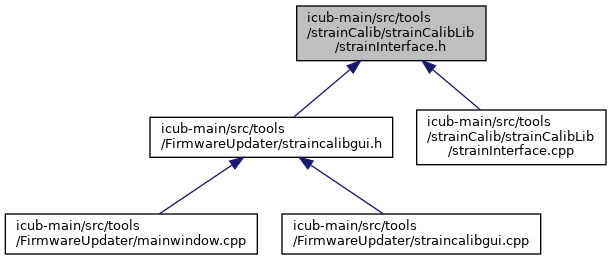 icub-main/src/tools
/strainCalib/strainCalibLib
/strainInterface.h
icub-main/src/tools
/FirmwareUpdater/straincalibgui.h
icub-main/src/tools
/strainCalib/strainCalibLib
/strainInterface.cpp
icub-main/src/tools
/FirmwareUpdater/mainwindow.cpp
icub-main/src/tools
/FirmwareUpdater/straincalibgui.cpp